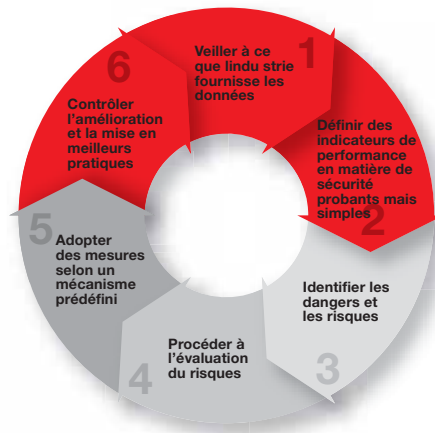 1
Veiller à ce
que lindu strie
fournisse les
données
2
Définir des
indicateurs de
performance
en matière de
sécurité
probants mais
simples
3
Identifier les
dangers et
les risques
4
Procéder à
l'évaluation
du risques
5
Adopter
des mesures
selon un
mécanisme
prédéfini
6
Contrôler
l'amélioration
et la mise en
meilleurs
pratiques